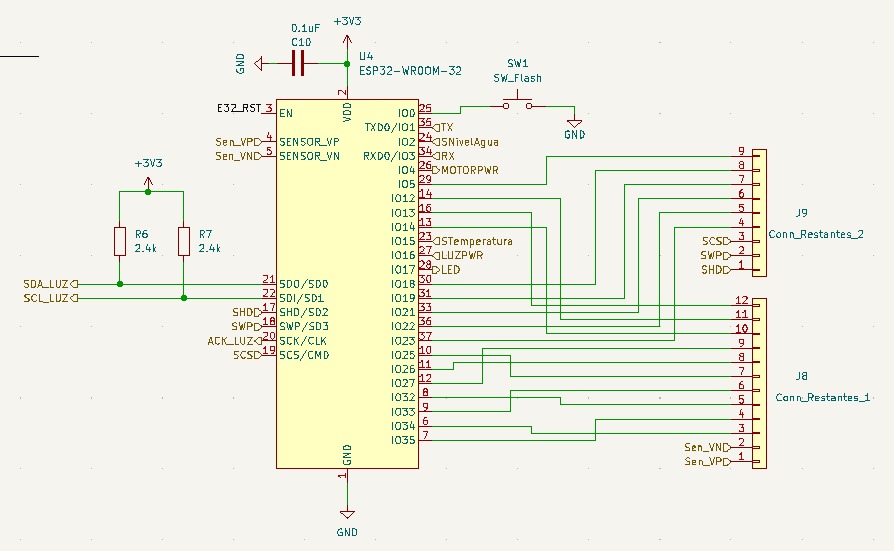 +3V3
0.1uF
C10
GND
U4
ESP32-WROOM-32
SW1
SW_Flash
GND
2
VDD
E32_RST 3 EN
Sen_VP 4 SENSOR_VP
Sen_VN 5 SENSOR_VN
+3V3
R6
2.4k
R7
2.4k
SDA_LUZ 21 SDO/SD0
SCL_LUZ 22 SDI/SD1
SHD 17 SHD/SD2
SWP 18 SWP/SD3
ACK_LUZ 20 SCK/CLK
SCS 19 SCS/CMD
IO0 25
TXD0/IO1 35 TX
IO2 24 SNivelAgua
RXD0/IO3 34 RX
IO4 26 MOTORPWR
IO5 29
IO12 14
IO13 16
IO14 13
IO15 23 STemperatura
IO16 27 LUZPWR
IO17 28 LED
IO18 30
IO19 31
IO21 33
IO22 36
IO23 37
IO25 10
IO26 11
IO27 12
IO32 8
IO33 9
IO34 6
IO35 7
GND
1
GND
9
8
7
6
5
4
SCS 3
SWP 2
SHD 1
J9
Conn_Restantes_2
12
11
10
9
8
7
6
5
4
3
Sen_VN 2
Sen_VP 1
J8
Conn_Restantes_1